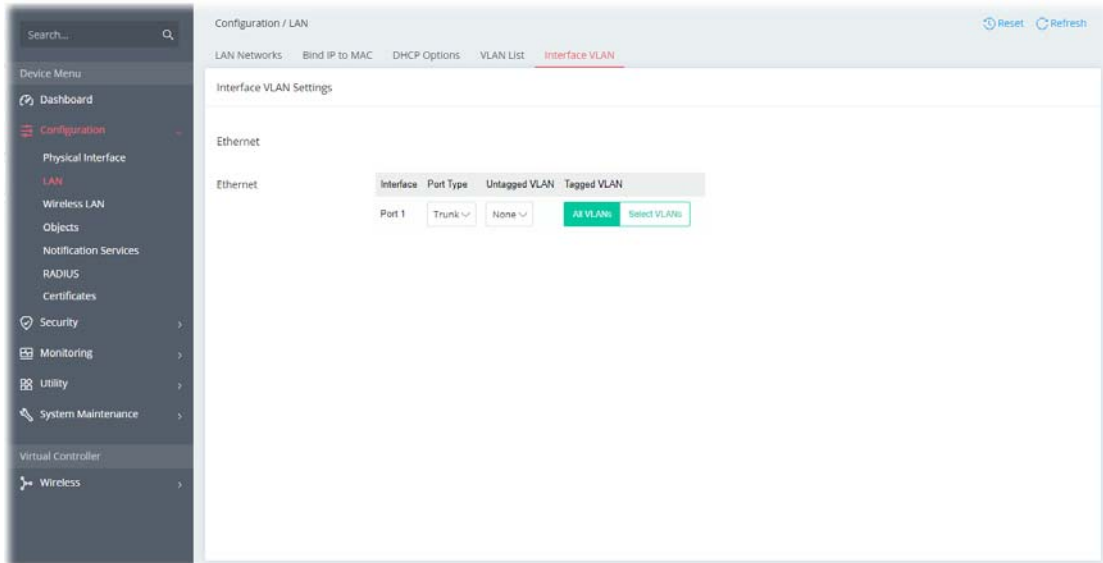 Search...
Device Menu
Dashboard
Configuration
Physical Interface
LAN
Wireless LAN
Objects
Notification Services
RADIUS
Certificates
Security
Monitoring
Utility
System Maintenance
Virtual Controller
Wireless
Configuration / LAN
Reset Refresh
LAN Networks Bind IP to MAC DHCP Options VLAN List Interface VLAN
Interface VLAN Settings
Ethernet
Ethernet
Interface Port Type Untagged VLAN Tagged VLAN
Port 1 Trunk None All VLANs Select VLANs